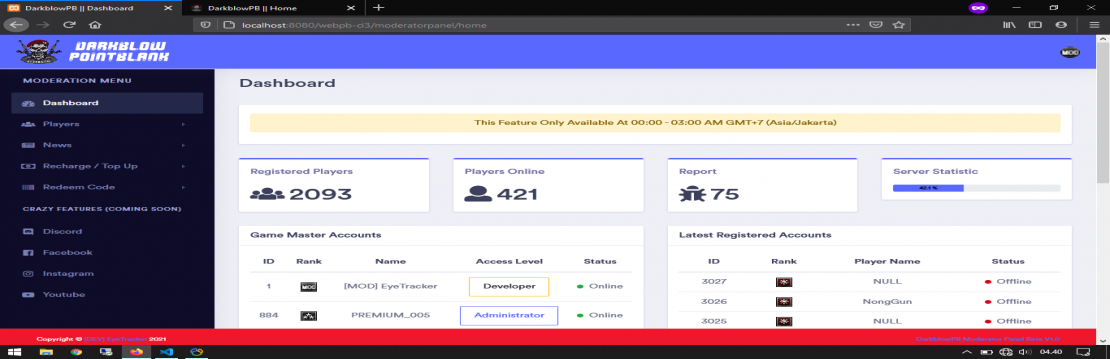 DarkblowPB || Dashboard
DarkblowPB || Home
localhost:8080/webpb-ci3/moderatorpanel/home
DARKBLOW
POINTBLANK
MOD
MODERATION MENU
Dashboard
Players
News
Recharge / Top Up
Redeem Code
CRAZY FEATURES (COMING SOON)
Discord
Facebook
Instagram
Youtube
Dashboard
This Feature Only Available At 00:00 - 03:00 AM GMT+7 (Asia/Jakarta)
Registered Players
2093
Players Online
421
Report
75
Server Statistic
Game Master Accounts
ID Rank Name Access Level Status
1 MOD [MOD] EyeTracker Developer Online
884 PREMIUM_005 Administrator Online
Latest Registered Accounts
ID Rank Player Name Status
3027 NULL Offline
3026 NongGun Offline
3025 NULL Offline
Copyright © [DEV] EyeTracker 2021
DarkblowPB Moderator Panel
04.40